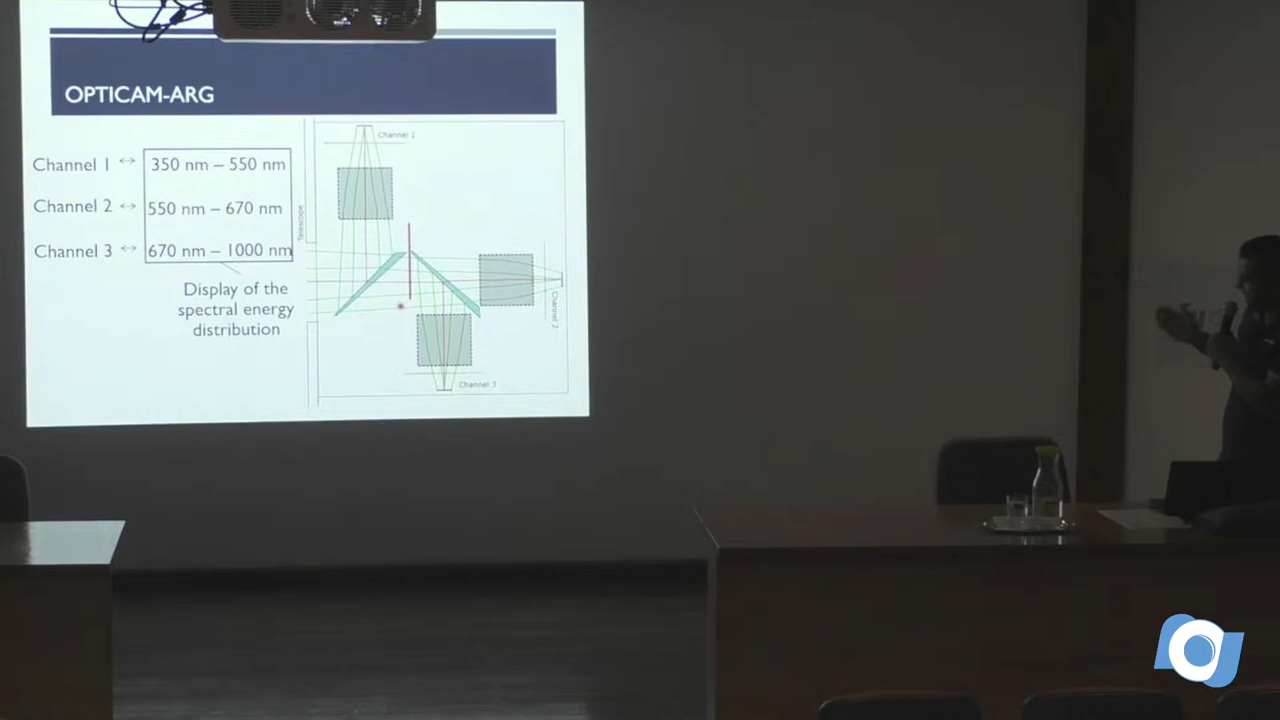 OPTICAM-ARG
Channel 1 ↔ 350 nm – 550 nm
Channel 2 ↔ 550 nm – 670 nm
Channel 3 ↔ 670 nm – 1000 nm
Display of the
spectral energy
distribution
Channel 1
Telescope
Channel 2
Channel 3